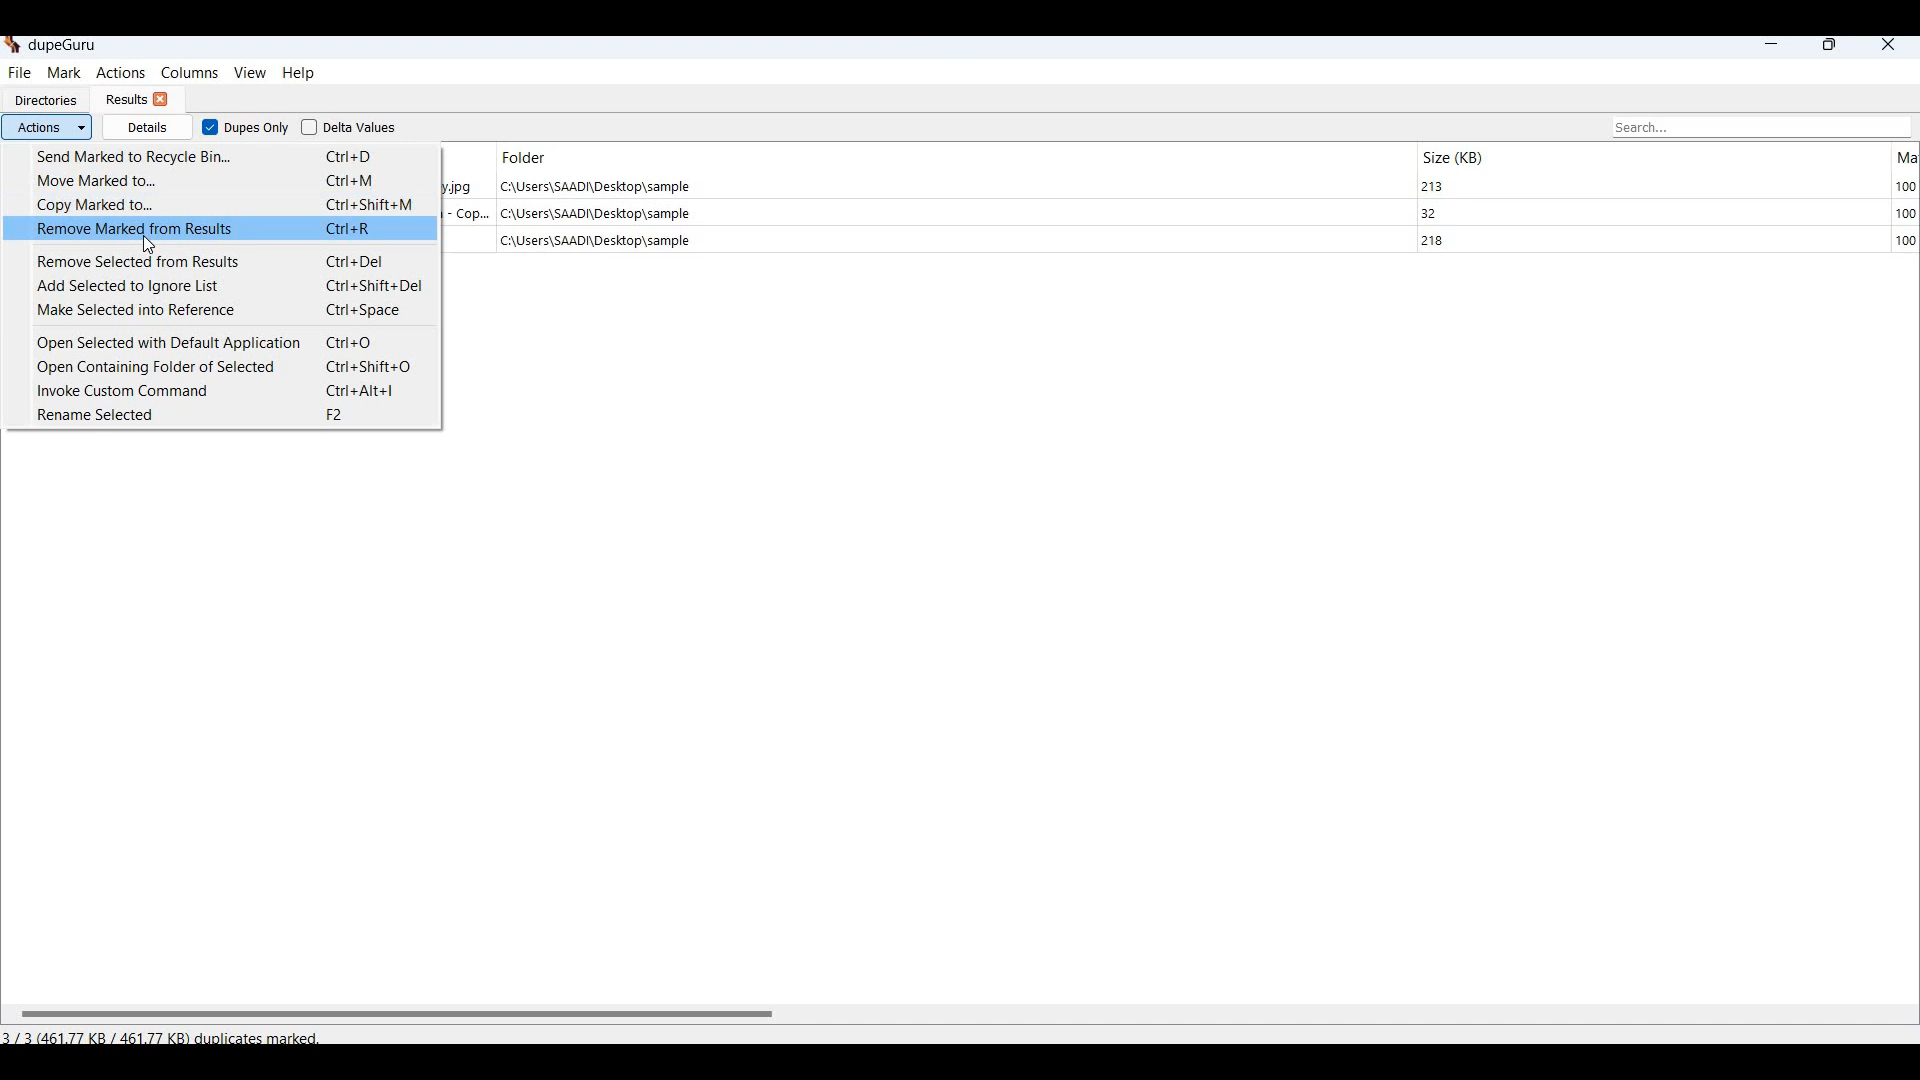 dupeGuru
File Mark Actions Columns View Help
Directories Results
Actions Details Dupes Only Delta Values Search...
Folder Size (KB) Ma
y.jpg C:\Users\SAADI\Desktop\sample 213 100
- Cop... C:\Users\SAADI\Desktop\sample 32 100
C:\Users\SAADI\Desktop\sample 218 100
Send Marked to Recycle Bin... Ctrl+D
Move Marked to... Ctrl+M
Copy Marked to... Ctrl+Shift+M
Remove Marked from Results Ctrl+R
Remove Selected from Results Ctrl+Del
Add Selected to Ignore List Ctrl+Shift+Del
Make Selected into Reference Ctrl+Space
Open Selected with Default Application Ctrl+O
Open Containing Folder of Selected Ctrl+Shift+O
Invoke Custom Command Ctrl+Alt+I
Rename Selected F2
3 / 3 (461.77 KB / 461.77 KB) duplicates marked.